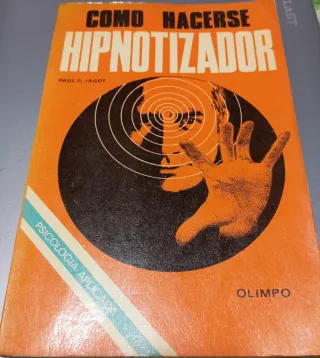 COMO HACERSE
HIPNOTIZADOR
PAUL C. JAGOT
PSICOLOGIA APLICADA
OLIMPO